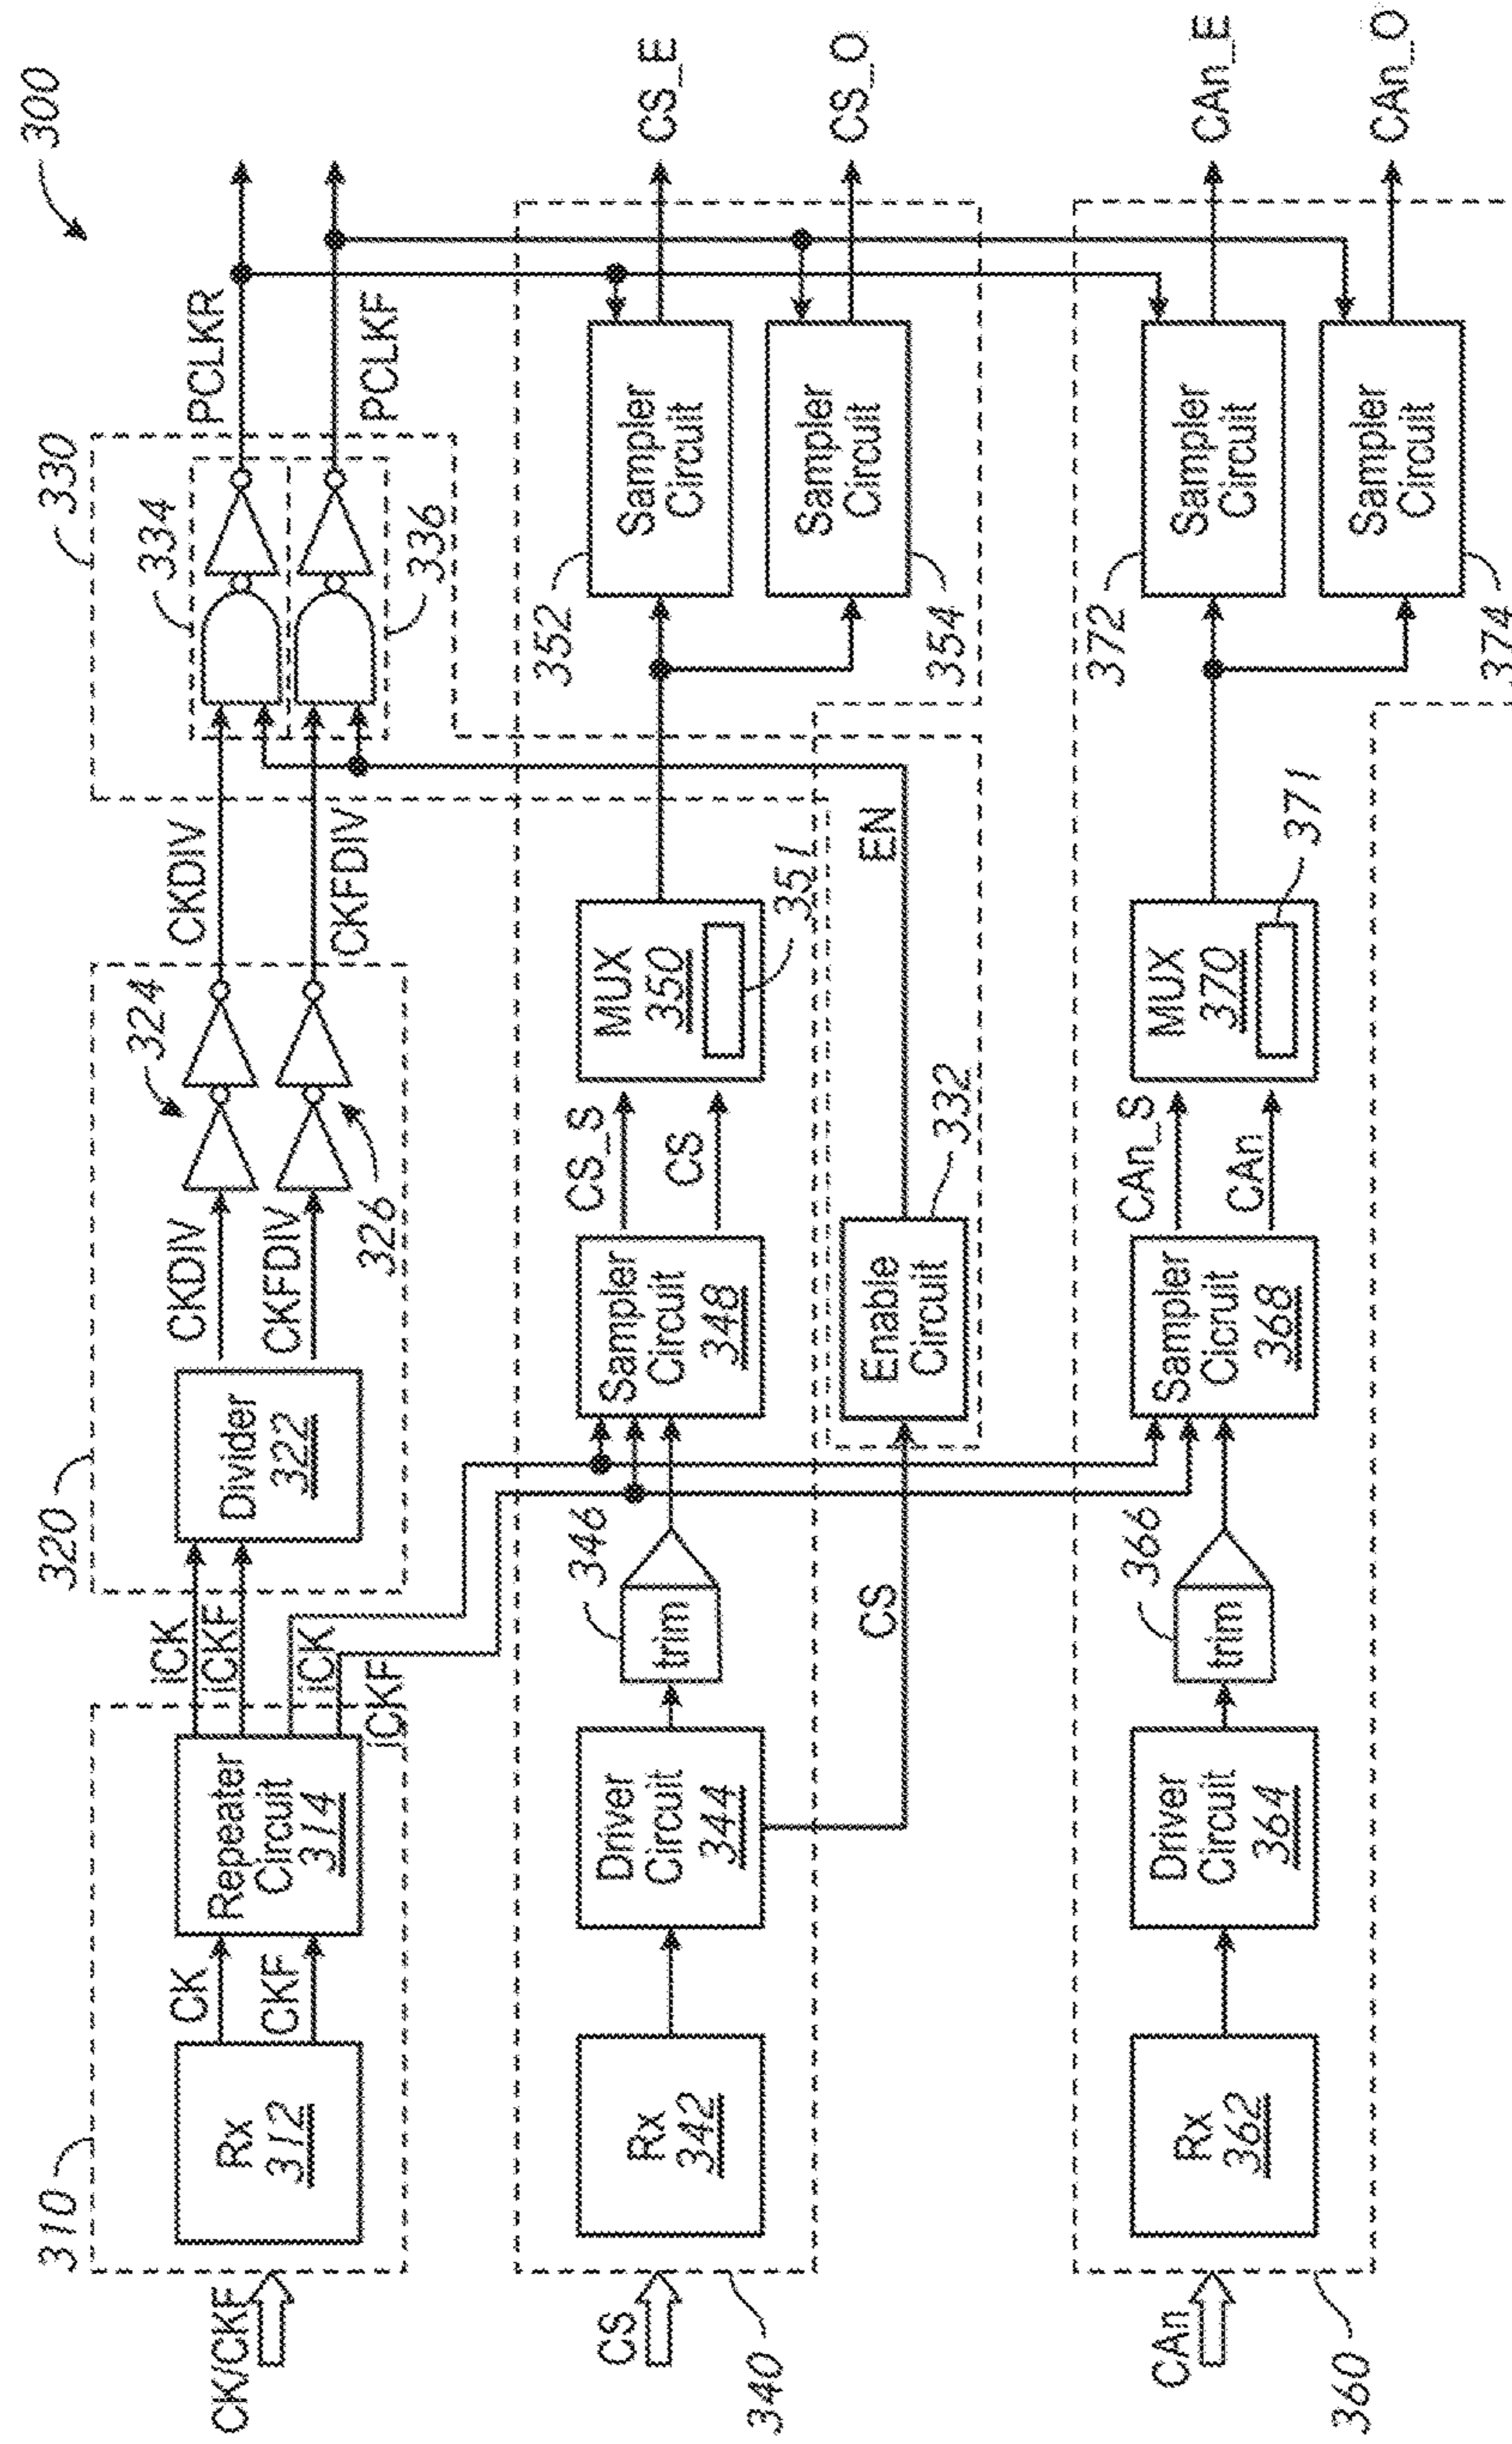 300
310
CK/CKF
Rx
312
CK
CKF
Repeater
Circuit
314
iCK
iCKF
iCK
iCKF
320
Divider
322
CKDIV
CKFDIV
324
326
CKDIV
CKFDIV
330
334
336
PCLKR
PCLKF
340
CS
Rx
342
Driver
Circuit
344
346
trim
CS
Sampler
Circuit
348
CS_S
CS
MUX
350
351
Enable
Circuit
332
EN
352
Sampler
Circuit
Sampler
Circuit
354
CS_E
CS_O
360
CAn
Rx
362
Driver
Circuit
364
366
trim
Sampler
Cicruit
368
CAn_S
CAn
MUX
370
371
372
Sampler
Circuit
Sampler
Circuit
374
CAn_E
CAn_O